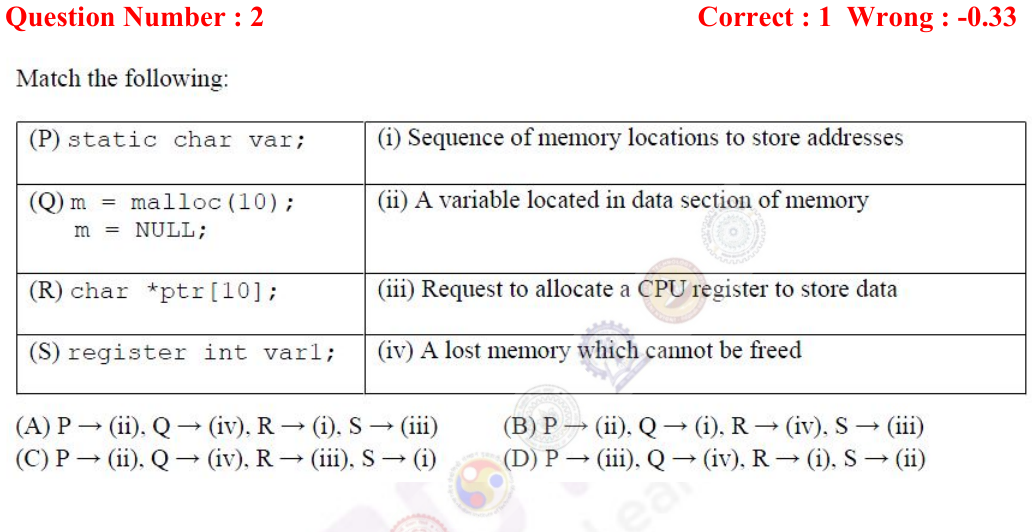 Question Number : 2 Correct : 1 Wrong : -0.33
Match the following:
(P) static char var; (i) Sequence of memory locations to store addresses
(Q) m = malloc(10); (ii) A variable located in data section of memory
m = NULL;
(R) char *ptr[10]; (iii) Request to allocate a CPU register to store data
(S) register int var1; (iv) A lost memory which cannot be freed
(A) P → (ii), Q → (iv), R → (i), S → (iii) (B) P → (ii), Q → (i), R → (iv), S → (iii)
(C) P → (ii), Q → (iv), R → (iii), S → (i) (D) P → (iii), Q → (iv), R → (i), S → (ii)